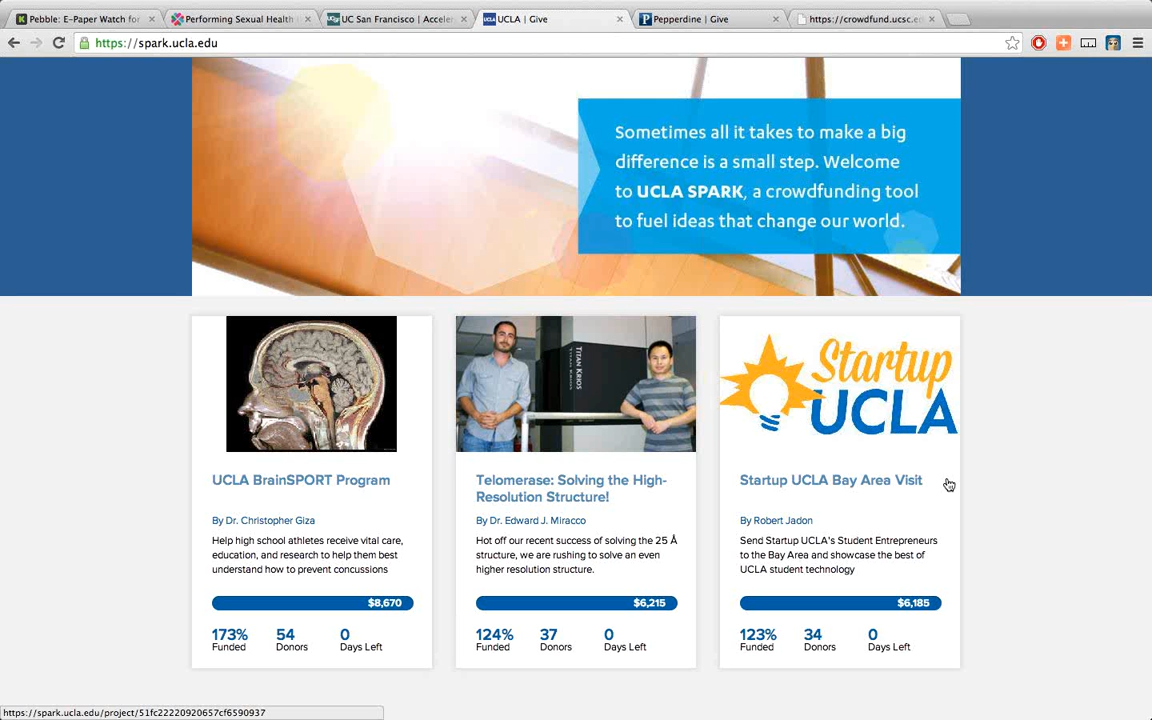 Pebble: E-Paper Watch for
Performing Sexual Health
UC San Francisco | Acceler
UCLA | Give
Pepperdine | Give
https://crowdfund.ucsc.e
https://spark.ucla.edu
Sometimes all it takes to make a big
difference is a small step. Welcome
to UCLA SPARK, a crowdfunding tool
to fuel ideas that change our world.
TITAN KRIOS
Startup
UCLA
UCLA BrainSPORT Program
By Dr. Christopher Giza
Help high school athletes receive vital care,
education, and research to help them best
understand how to prevent concussions
$8,670
173% 54 0
Funded Donors Days Left
Telomerase: Solving the High-
Resolution Structure!
By Dr. Edward J. Miracco
Hot off our recent success of solving the 25 Å
structure, we are rushing to solve an even
higher resolution structure.
$6,215
124% 37 0
Funded Donors Days Left
Startup UCLA Bay Area Visit
By Robert Jadon
Send Startup UCLA's Student Entrepreneurs
to the Bay Area and showcase the best of
UCLA student technology
$6,185
123% 34 0
Funded Donors Days Left
https://spark.ucla.edu/project/51fc22220920657cf6590937